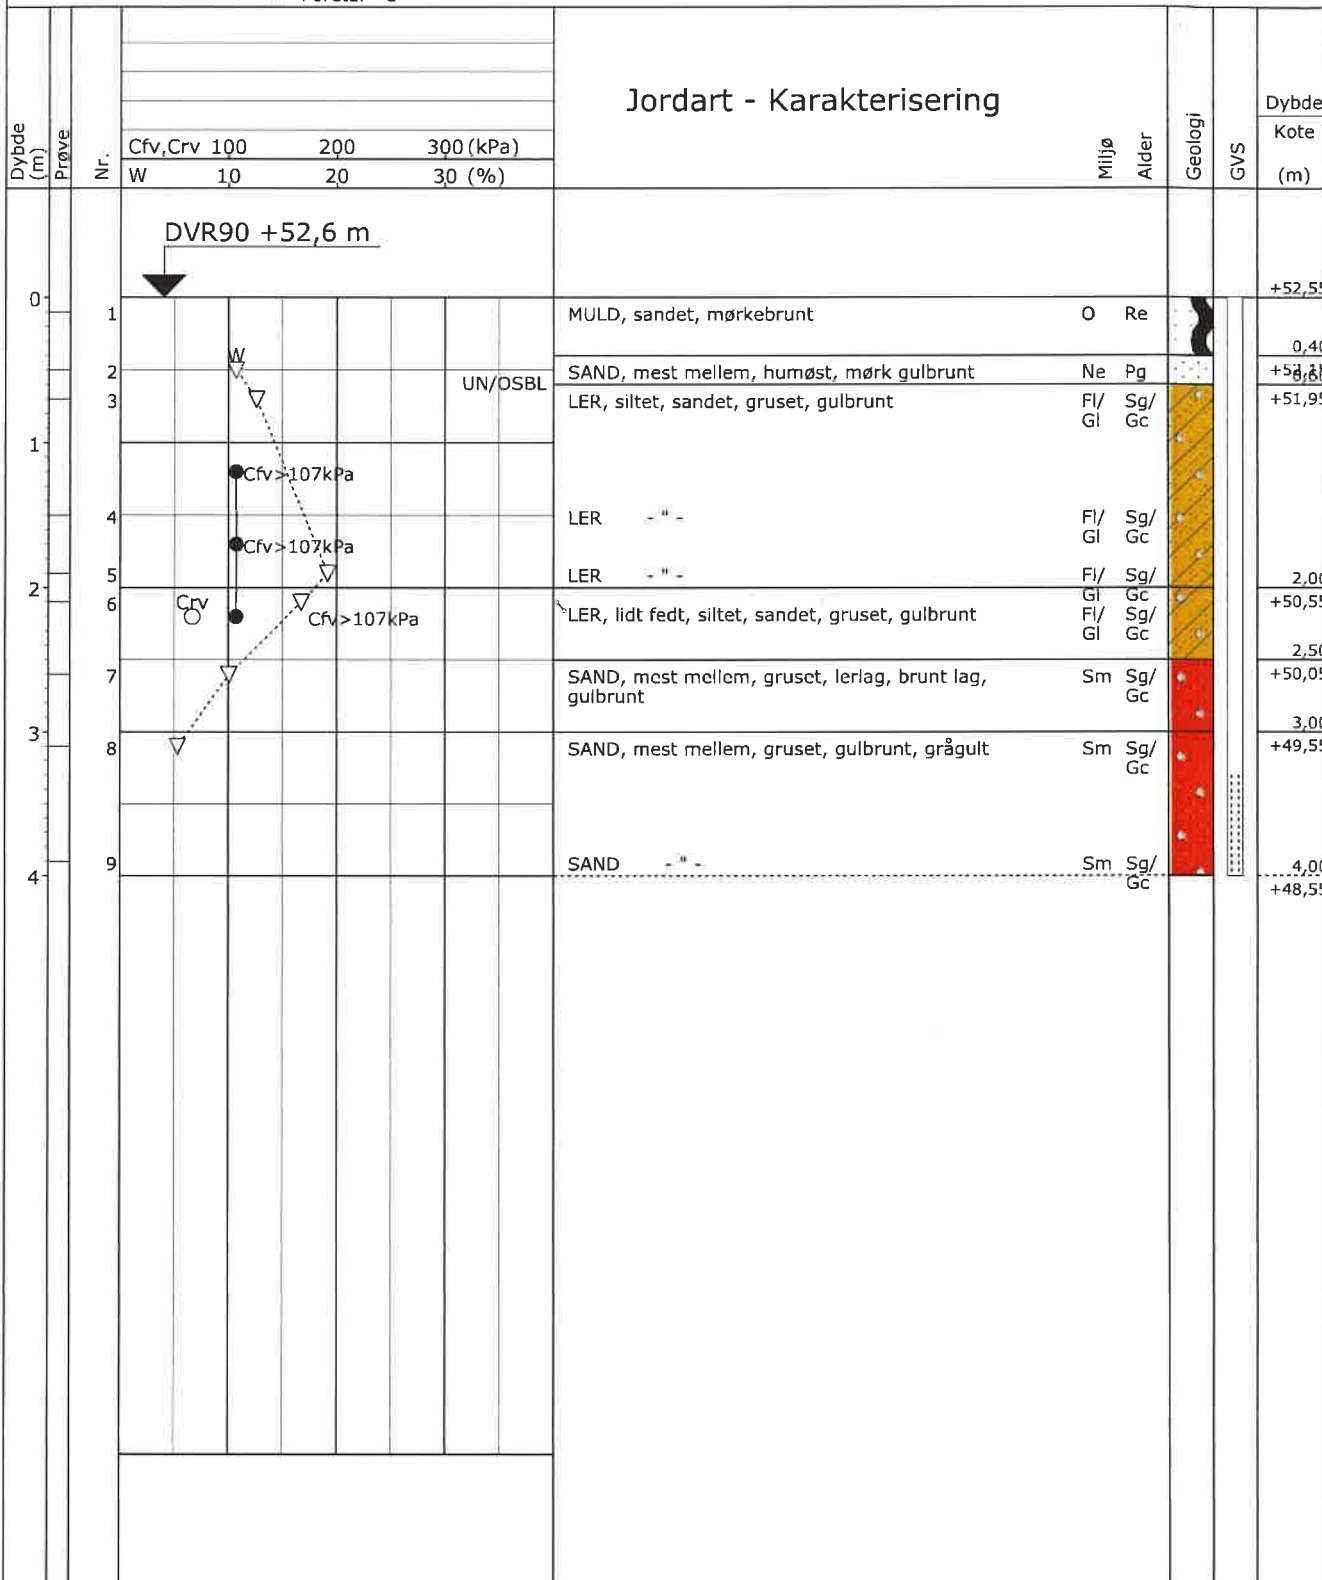 Jordart - Karakterisering
Dybde (m)
Prøve
Nr.
Cfv,Crv 100 200 300 (kPa)
W 10 20 30 (%)
Miljø
Alder
Geologi
GVS
Dybde
Kote
(m)
DVR90 +52,6 m
0
+52,55
1 MULD, sandet, mørkebrunt O Re
0,40
W
2 SAND, mest mellem, humøst, mørk gulbrunt Ne Pg
UN/OSBL
3 LER, siltet, sandet, gruset, gulbrunt Fl/ Sg/
+51,95
Gl Gc
1
Cfv>107kPa
4 LER - " - Fl/ Sg/
Gl Gc
Cfv>107kPa
5 LER - " - Fl/ Sg/
2,00
2
Gl Gc
6 LER, lidt fedt, siltet, sandet, gruset, gulbrunt Fl/ Sg/
+50,55
Crv
Cfv>107kPa
Gl Gc
2,50
7 SAND, mest mellem, gruset, lerlag, brunt lag, Sm Sg/
+50,05
gulbrunt Gc
3,00
3
8 SAND, mest mellem, gruset, gulbrunt, grågult Sm Sg/
+49,55
Gc
9 SAND - " - Sm Sg/
4,00
4
Gc
+48,55